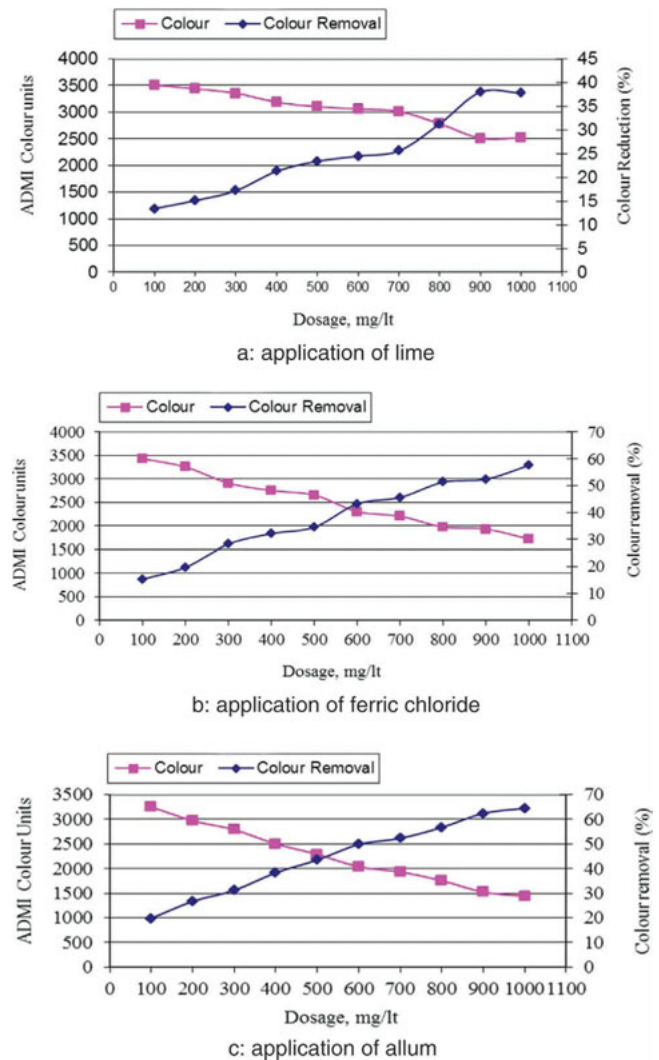 Colour Colour Removal
ADMI Colour units
4000
3500
3000
2500
2000
1500
1000
500
0
45
40
35
30
25
20
15
10
5
0
Colour Reduction (%)
0 100 200 300 400 500 600 700 800 900 1000 1100
Dosage, mg/lt
a: application of lime
Colour Colour Removal
ADMI Colour units
4000
3500
3000
2500
2000
1500
1000
500
0
70
60
50
40
30
20
10
0
Colour removal (%)
0 100 200 300 400 500 600 700 800 900 1000 1100
Dosage, mg/lt
b: application of ferric chloride
Colour Colour Removal
ADMI Colour Units
3500
3000
2500
2000
1500
1000
500
0
70
60
50
40
30
20
10
0
Colour removal (%)
0 100 200 300 400 500 600 700 800 900 1000 1100
Dosage, mg/lt
c: application of allum